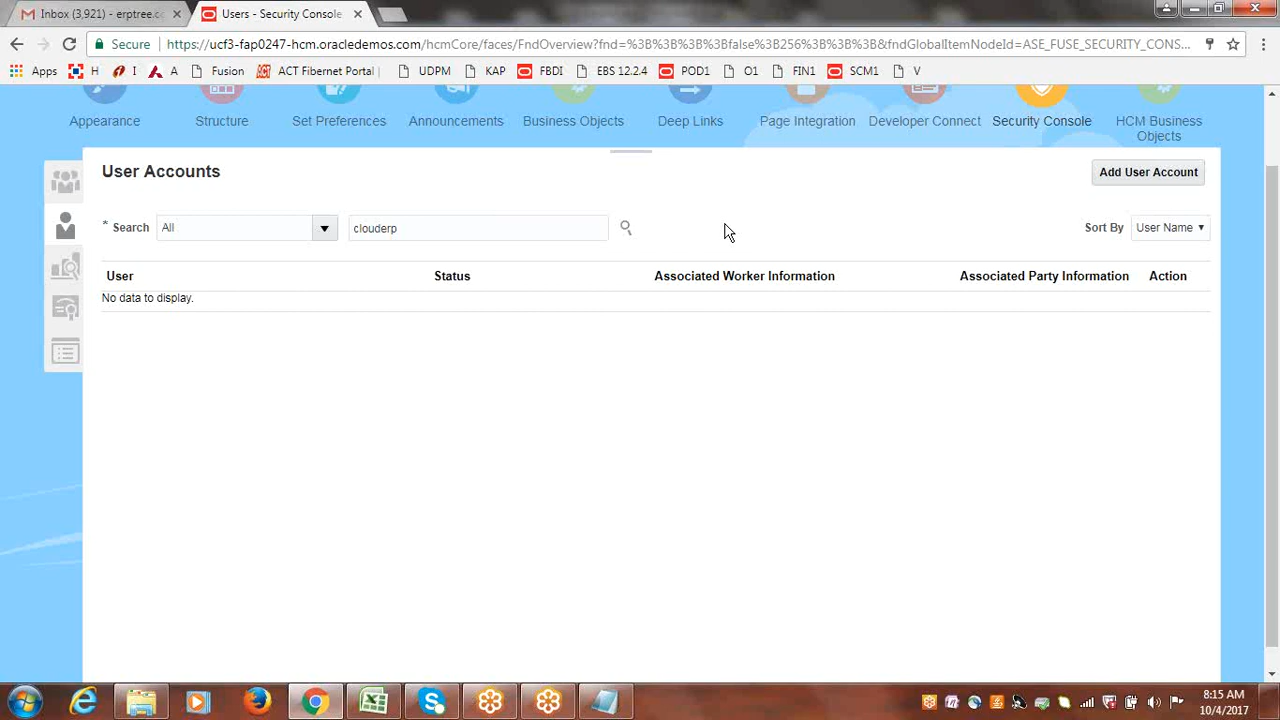 Inbox (3,921) - erptree.c
Users - Security Console
Secure
https://ucf3-fap0247-hcm.oracledemos.com/hcmCore/faces/FndOverview?fnd=%3B%3B%3B%3Bfalse%3B256%3B%3B%3B&fndGlobalItemNodeId=ASE_FUSE_SECURITY_CONS...
Apps H I A Fusion ACT Fibernet Portal UDPM KAP FBDI EBS 12.2.4 POD1 O1 FIN1 SCM1 V
Appearance Structure Set Preferences Announcements Business Objects Deep Links Page Integration Developer Connect Security Console HCM Business
Objects
User Accounts
Add User Account
* Search All clouderp Sort By User Name
User Status Associated Worker Information Associated Party Information Action
No data to display.
8:15 AM
10/4/2017